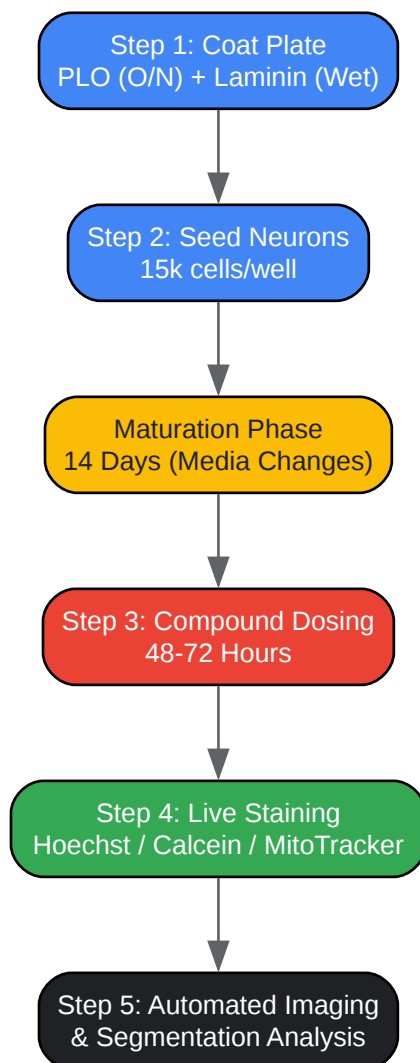 Step 1: Coat Plate
PLO (O/N) + Laminin (Wet)
Step 2: Seed Neurons
15k cells/well
Maturation Phase
14 Days (Media Changes)
Step 3: Compound Dosing
48-72 Hours
Step 4: Live Staining
Hoechst / Calcein / MitoTracker
Step 5: Automated Imaging
& Segmentation Analysis